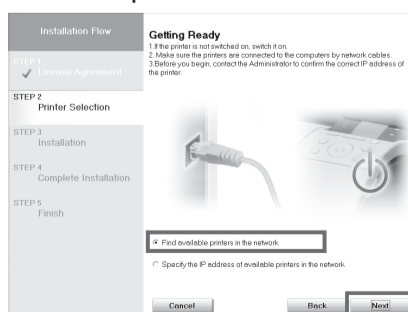 Installation Flow
STEP 1
License Agreement
STEP 2
Printer Selection
STEP 3
Installation
STEP 4
Complete Installation
STEP 5
Finish
Getting Ready
1.If the printer is not switched on, switch it on.
2. Make sure the printers are connected to the computers by network cables.
3.Before you begin, contact the Administrator to confirm the correct IP address of
the printer.
Find available printers in the network
Specify the IP address of available printers in the network
Cancel
Back
Next